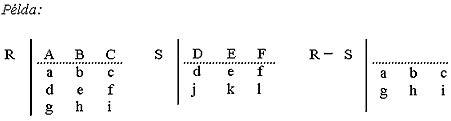 Példa:
R A B C S D E F R - S
a b c d e f a b c
d e f j k l g h i
g h i